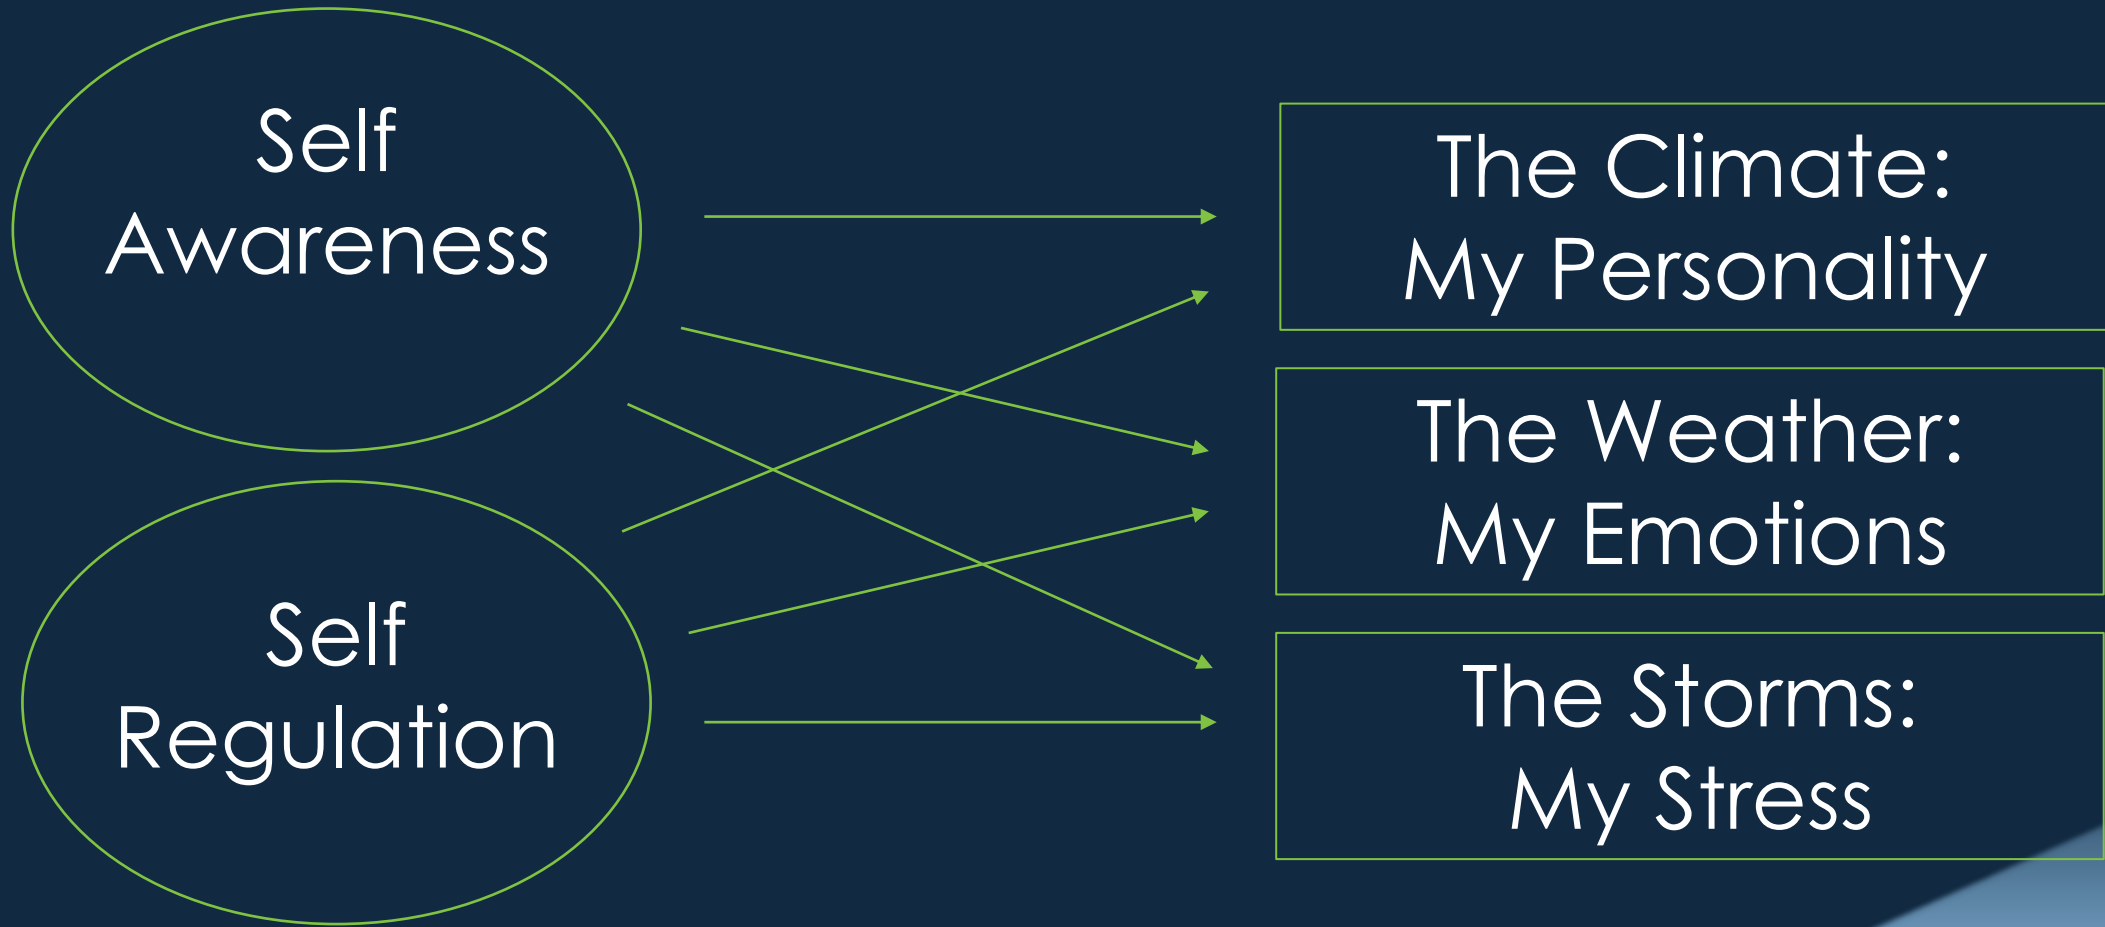 Self
Awareness
Self
Regulation
The Climate:
My Personality
The Weather:
My Emotions
The Storms:
My Stress